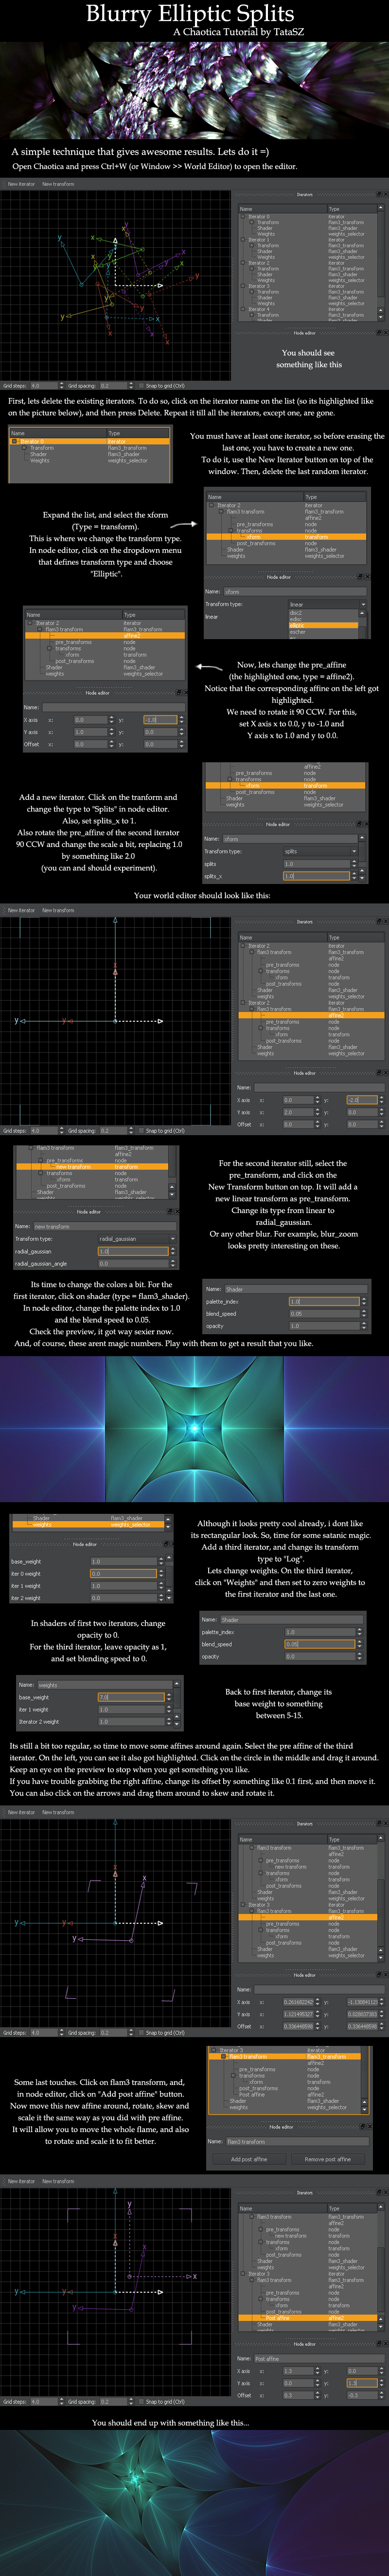 Blurry Elliptic Splits
A Chaotica Tutorial by TataSZ
A simple technique that gives awesome results. Lets do it =)
Open Chaotica and press Ctrl+W (or Window >> World Editor) to open the editor.
New iterator New transform
Iterators
Name Type
Iterator 0 iterator
Transform flam3_transform
Shader flam3_shader
Weights weights_selector
Iterator 1 iterator
Transform flam3_transform
Shader flam3_shader
Weights weights_selector
Iterator 2 iterator
Transform flam3_transform
Shader flam3_shader
Weights weights_selector
Iterator 3 iterator
Transform flam3_transform
Shader flam3_shader
Weights weights_selector
Iterator 4 iterator
Transform flam3_transform
Node editor
You should see
something like this
Grid steps: 4.0 Grid spacing: 0.2 Snap to grid (Ctrl)
First, lets delete the existing iterators. To do so, click on the iterator name on the list (so its highlighted like
on the picture below), and then press Delete. Repeat it till all the iterators, except one, are gone.
Name Type
Iterator 0 iterator
Transform flam3_transform
Shader flam3_shader
Weights weights_selector
You must have at least one iterator, so before erasing the
last one, you have to create a new one.
To do it, use the New Iterator button on top of the
window. Then, delete the last random iterator.
Expand the list, and select the xform
(Type = transform).
This is where we change the transform type.
In node editor, click on the dropdown menu
that defines transform type and choose
"Elliptic".
Name Type
Iterator 2 iterator
flam3 transform flam3_transform
affine2
pre_transforms node
transforms node
xform transform
post_transforms node
Shader flam3_shader
weights weights_selector
Node editor
Name: xform
Transform type: linear
linear
disc2
edisc
elliptic
escher
Name Type
Iterator 2 iterator
flam3 transform flam3_transform
affine2
pre_transforms node
transforms node
xform transform
post_transforms node
Shader flam3_shader
weights weights_selector
Node editor
Name:
X axis x: 0.0 y: -1.0
Y axis x: 1.0 y: 0.0
Offset x: 0.0 y: 0.0
Now, lets change the pre_affine
(the highlighted one, type = affine2).
Notice that the corresponding affine on the left got
highlighted.
We need to rotate it 90 CCW. For this,
set X axis x to 0.0, y to -1.0 and
Y axis x to 1.0 and y to 0.0.
Add a new iterator. Click on the transform and
change its type to "Splits" in node editor.
Also, set splits_x to 1.
Also rotate the pre_affine of the second iterator
90 CCW and change the scale a bit, replacing 1.0
by something like 2.0
(you can and should experiment).
affine2
pre_transforms node
transforms node
xform transform
post_transforms node
Shader flam3_shader
weights weights_selector
Node editor
Name: xform
Transform type: splits
splits 1.0
splits_x 1.0
Your world editor should look like this:
New iterator New transform
Iterators
Name Type
Iterator 2 iterator
flam3 transform flam3_transform
affine2
pre_transforms node
transforms node
xform transform
post_transforms node
Shader flam3_shader
weights weights_selector
Iterator 2 iterator
flam3 transform flam3_transform
affine2
pre_transforms node
transforms node
xform transform
post_transforms node
Shader flam3_shader
weights weights_selector
Node editor
Name:
X axis x: 0.0 y: -2.0
Y axis x: 2.0 y: 0.0
Offset x: 0.0 y: 0.0
Grid steps: 4.0 Grid spacing: 0.2 Snap to grid (Ctrl)
flam3 transform flam3_transform
affine2
pre_transforms node
new transform transform
transforms node
xform transform
post_transforms node
Shader flam3_shader
weights weights_selector
Node editor
Name: new transform
Transform type: radial_gaussian
radial_gaussian 1.0
radial_gaussian_angle 0.0
For the second iterator still, select the
pre_transform, and click on the
New Transform button on top. It will add a
new linear transform as pre_transform.
Change its type from linear to
radial_gaussian.
Or any other blur. For example, blur_zoom
looks pretty interesting on these.
Its time to change the colors a bit. For the
first iterator, click on shader (type = flam3_shader).
In node editor, change the palette index to 1.0
and the blend speed to 0.05.
Check the preview, it got way sexier now.
And, of course, these arent magic numbers. Play with them to get a result that you like.
Name: Shader
palette_index 1.0
blend_speed 0.05
opacity 1.0
Shader flam3_shader
weights weights_selector
Node editor
base_weight 1.0
iter 0 weight 0.0
iter 1 weight 1.0
iter 2 weight 0.0
Although it looks pretty cool already, i dont like
its rectangular look. So, time for some satanic magic.
Add a third iterator, and change its transform
type to "Log".
Lets change weights. On the third iterator,
click on "Weights" and then set to zero weights to
the first iterator and the last one.
In shaders of first two iterators, change
opacity to 0.
For the third iterator, leave opacity as 1,
and set blending speed to 0.
Name: Shader
palette_index 1.0
blend_speed 0.05
opacity 0.0
Name: weights
base_weight 7.0
iter 1 weight 1.0
Iterator 2 weight 1.0
Back to first iterator, change its
base weight to something
between 5-15.
Its still a bit too regular, so time to move some affines around again. Select the pre affine of the third
iterator. On the left, you can see it also got highlighted. Click on the circle in the middle and drag it around.
Keep an eye on the preview to stop when you get something you like.
If you have trouble grabbing the right affine, change its offset by something like 0.1 first, and then move it.
You can also click on the arrows and drag them around to skew and rotate it.
New iterator New transform
Iterators
Name Type
flam3 transform flam3_transform
affine2
pre_transforms node
new transform transform
transforms node
xform transform
post_transforms node
Shader flam3_shader
weights weights_selector
Iterator 3 iterator
flam3 transform flam3_transform
affine2
pre_transforms node
transforms node
xform transform
post_transforms node
Shader flam3_shader
weights weights_selector
Node editor
Name:
X axis x: y:
Y axis x: y:
Offset x: y:
Grid steps: 4.0 Grid spacing: 0.2 Snap to grid (Ctrl)
Some last touches. Click on flam3 transform, and,
in node editor, click on "Add post affine" button.
Now move this new affine around, rotate, skew and
scale it the same way as you did with pre affine.
It will allow you to move the whole flame, and also
to rotate and scale it to fit better.
Iterator 3 iterator
flam3 transform flam3_transform
affine2
pre_transforms node
transforms node
xform transform
post_transforms node
Post affine affine2
Shader flam3_shader
weights weights_selector
Node editor
Name: flam3 transform
Add post affine Remove post affine
New iterator New transform
Iterators
Name Type
flam3 transform flam3_transform
affine2
pre_transforms node
new transform transform
transforms node
xform transform
post_transforms node
Shader flam3_shader
weights weights_selector
Iterator 3 iterator
flam3 transform flam3_transform
affine2
pre_transforms node
transforms node
xform transform
post_transforms node
Post affine affine2
Node editor
Name: Post affine
X axis x: 1.3 y: 0.0
Y axis x: 0.0 y: 1.3
Offset x: 0.3 y: -0.3
Grid steps: 4.0 Grid spacing: 0.2 Snap to grid (Ctrl)
You should end up with something like this...